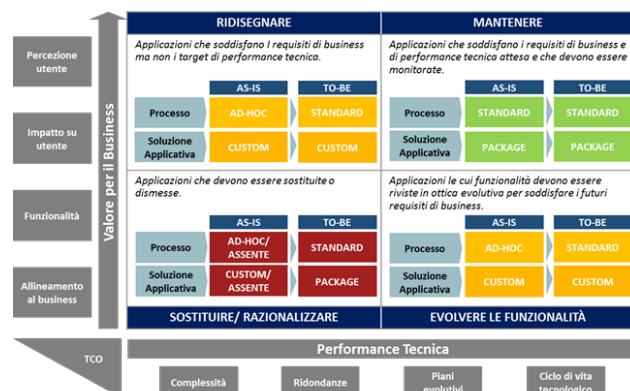 RIDISEGNARE
MANTENERE
Percezione
utente
Impatto su
utente
Funzionalità
Allineamento
al business
Valore per il Business
Applicazioni che soddisfano I requisiti di business
ma non i target di performance tecnica.
AS-IS
TO-BE
Processo
AD-HOC
STANDARD
Soluzione
Applicativa
CUSTOM
CUSTOM
Applicazioni che soddisfano i requisiti di business e
di performance tecnica attesa e che devono essere
monitorate.
AS-IS
TO-BE
Processo
STANDARD
STANDARD
Soluzione
Applicativa
PACKAGE
PACKAGE
Applicazioni che devono essere sostituite o
dismesse.
AS-IS
TO-BE
Processo
AD-HOC/
ASSENTE
STANDARD
Soluzione
Applicativa
CUSTOM/
ASSENTE
PACKAGE
Applicazioni le cui funzionalità devono essere
riviste in ottica evolutiva per soddisfare i futuri
requisiti di business.
AS-IS
TO-BE
Processo
AD-HOC
STANDARD
Soluzione
Applicativa
CUSTOM
CUSTOM
SOSTITUIRE/ RAZIONALIZZARE
EVOLVERE LE FUNZIONALITÀ
TCO
Performance Tecnica
Complessità
Ridondanze
Piani
evolutivi
Ciclo di vita
tecnologico